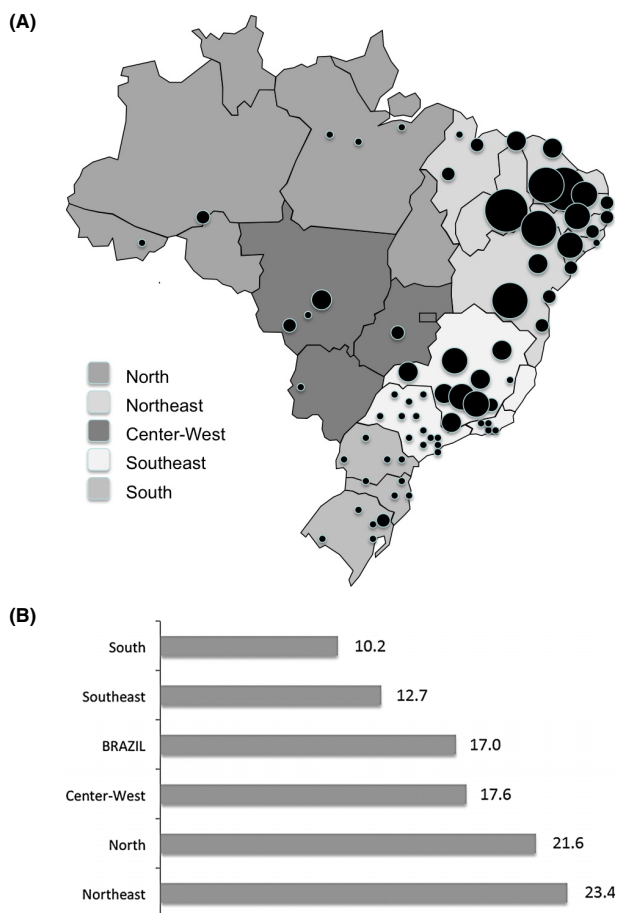 (A)
North
Northeast
Center-West
Southeast
South
(B)
South 10.2
Southeast 12.7
BRAZIL 17.0
Center-West 17.6
North 21.6
Northeast 23.4